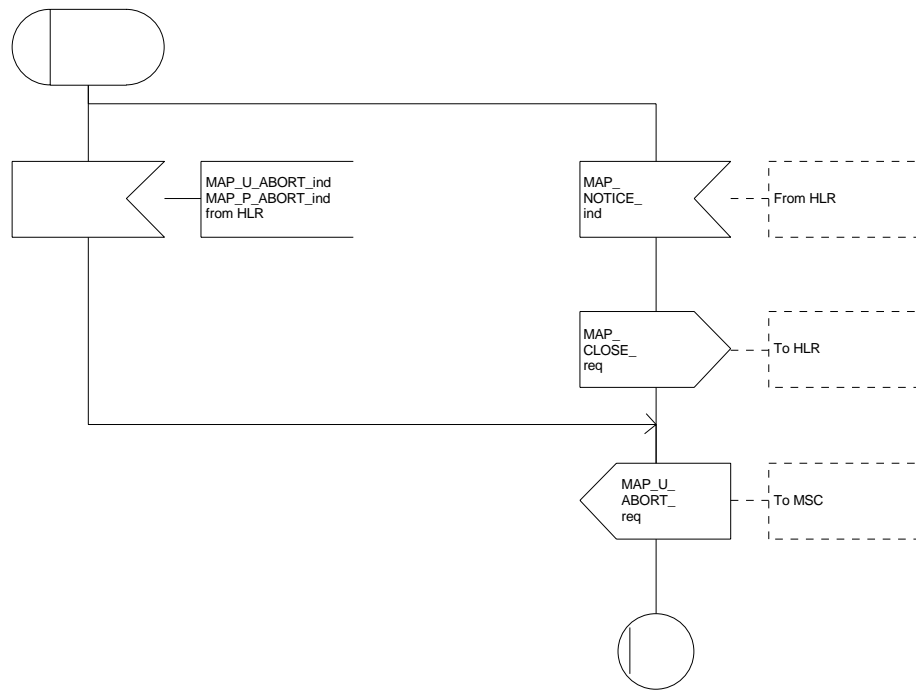 MAP_U_ABORT_ind
MAP_P_ABORT_ind
from HLR
MAP_
NOTICE_
ind
From HLR
MAP_
CLOSE_
req
To HLR
MAP_U_
ABORT_
req
To MSC